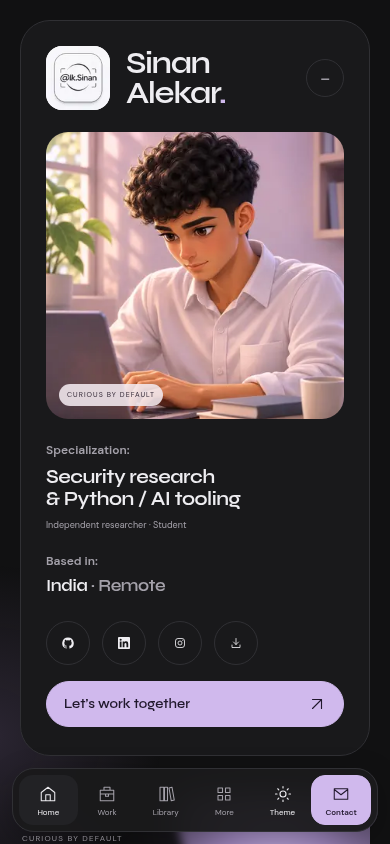 @Ik.Sinan
Sinan
Alekar.
–
CURIOUS BY DEFAULT
Specialization:
Security research
& Python / AI tooling
Independent researcher · Student
Based in:
India · Remote
Let's work together
Home
Work
Library
More
Theme
Contact
CURIOUS BY DEFAULT